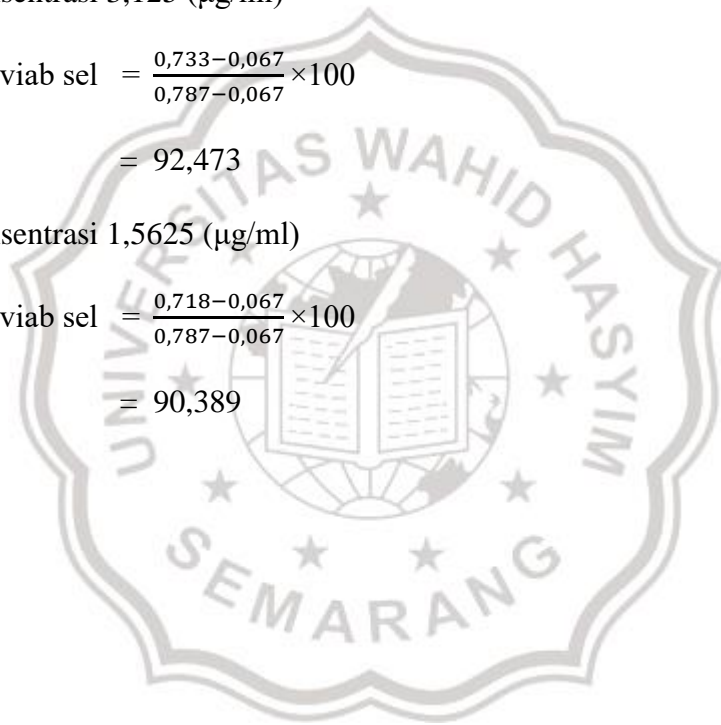 sentrasi 3,125 (µg/ml)
viab sel = 0,733−0,067 / 0,787−0,067 ×100
= 92,473
sentrasi 1,5625 (µg/ml)
viab sel = 0,718−0,067 / 0,787−0,067 ×100
= 90,389
UNIVERSITAS WAHID HASYIM
SEMARANG